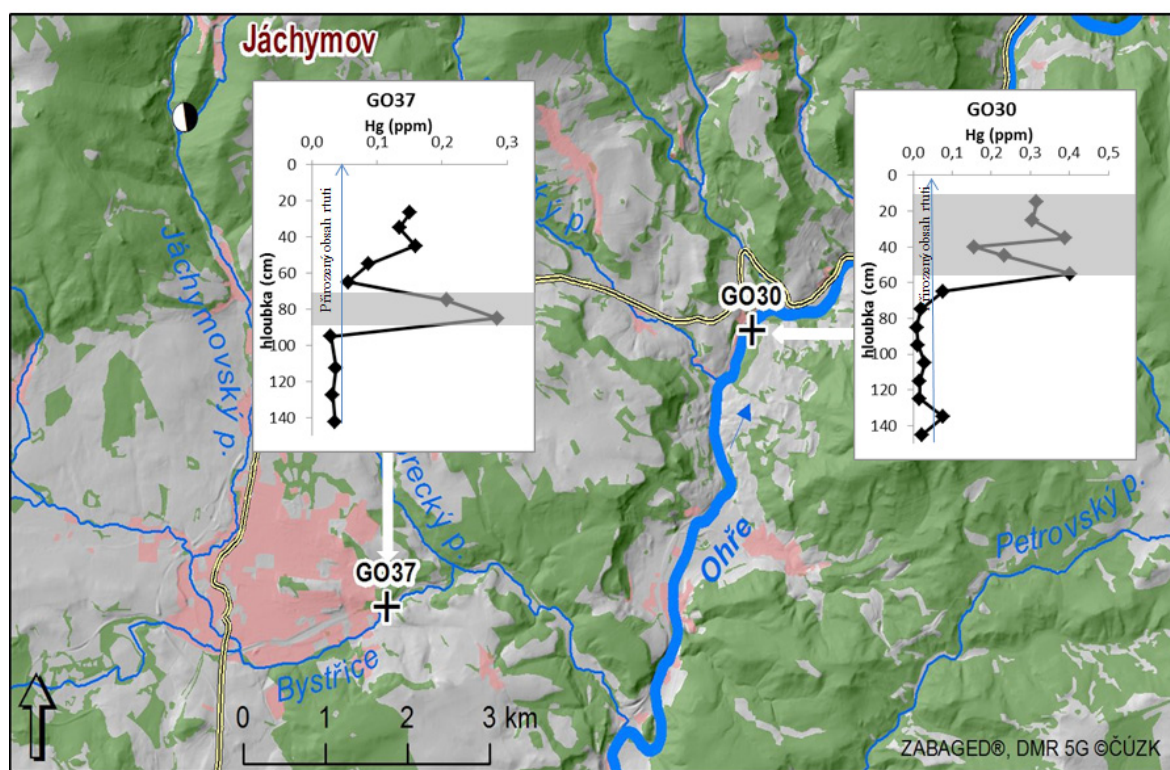 Jáchymov
GO37
Hg (ppm)
0,0 0,1 0,2 0,3
0
20
40
60
80
100
120
140
hloubka (cm)
Přirozený obsah rtuti
GO30
Hg (ppm)
0,0 0,1 0,2 0,3 0,4 0,5
0
20
40
60
80
100
120
140
hloubka (cm)
řirozený obsah rtuti
ký p.
Jáchymovský p.
GO30
recký p.
Petrovský p.
GO37
Ohře
Bystřice
0 1 2 3 km
ZABAGED®, DMR 5G ©ČÚZK